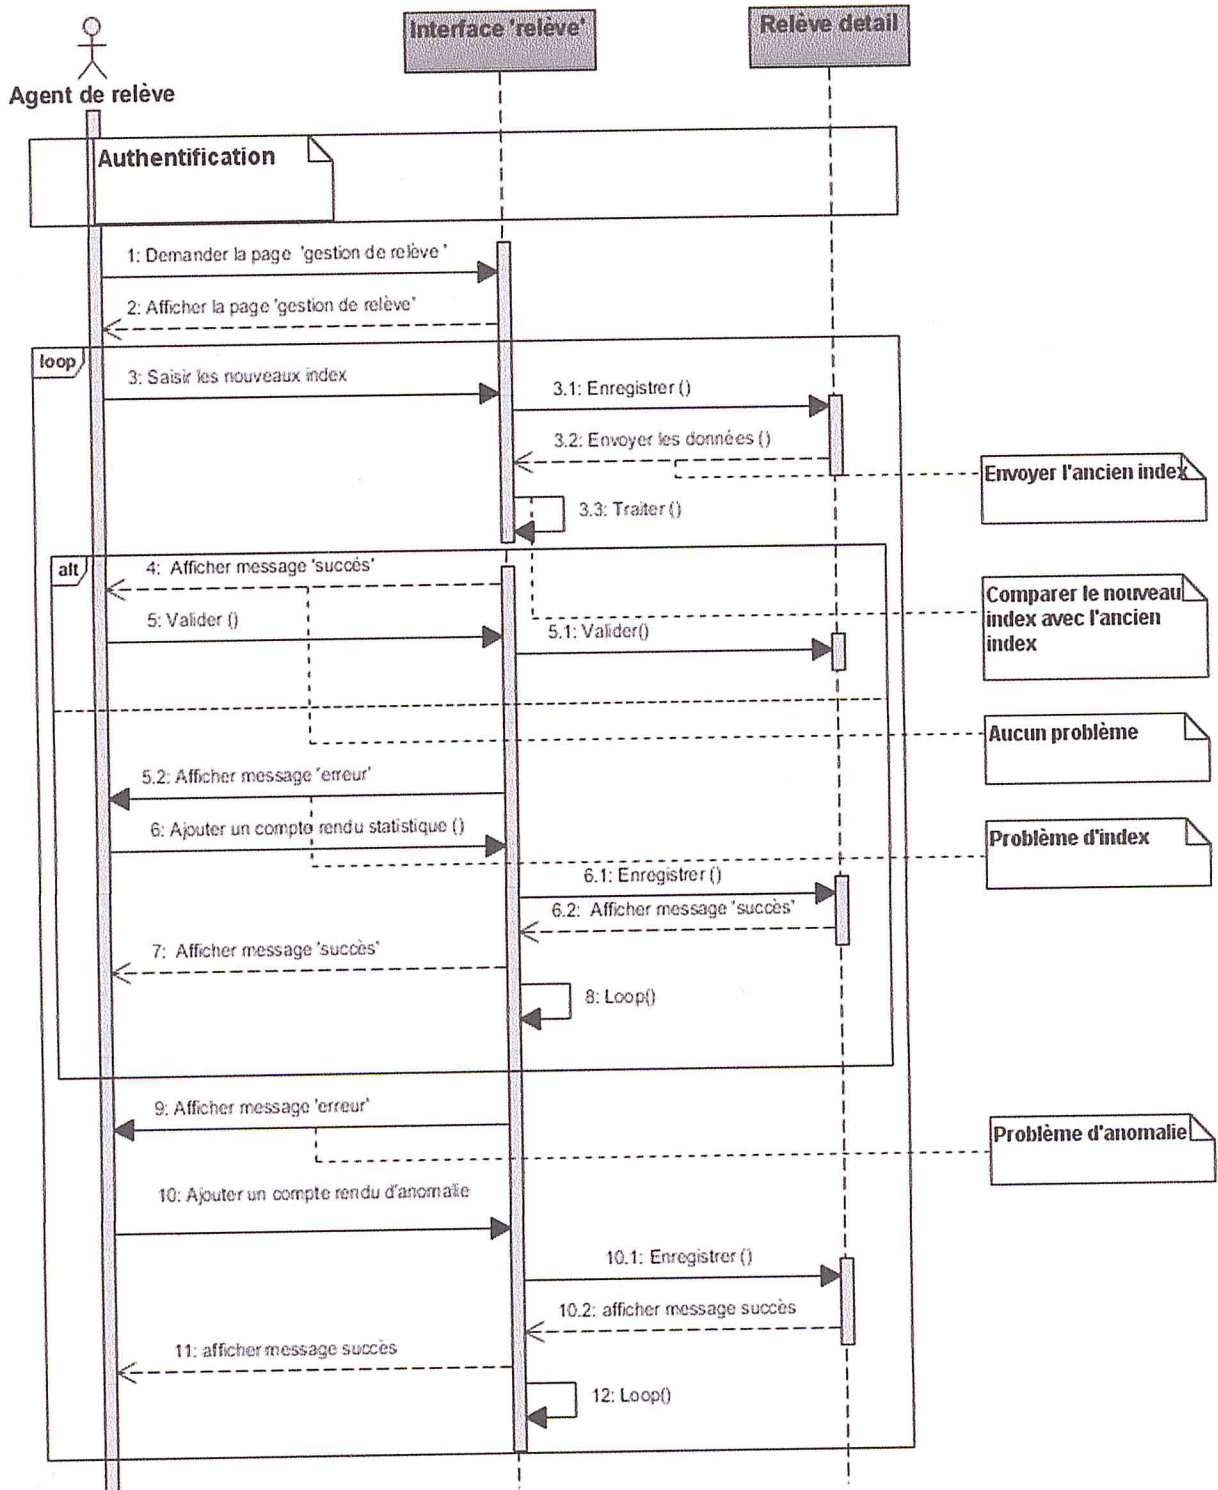 Interface 'relève'
Relève detail
Agent de relève
Authentification
1: Demander la page 'gestion de relève '
2: Afficher la page 'gestion de relève'
loop
3: Saisir les nouveaux index
3.1: Enregistrer ()
3.2: Envoyer les données ()
Envoyer l'ancien index
3.3: Traiter ()
alt
4: Afficher message 'succés'
Comparer le nouveau
index avec l'ancien
index
5: Valider ()
5.1: Valider()
Aucun problème
5.2: Afficher message 'erreur'
6: Ajouter un compte rendu statistique ()
Problème d'index
6.1: Enregistrer ()
6.2: Afficher message 'succès'
7: Afficher message 'succès'
8: Loop()
9: Afficher message 'erreur'
Problème d'anomalie
10: Ajouter un compte rendu d'anomalie
10.1: Enregistrer ()
10.2: afficher message succès
11: afficher message succès
12: Loop()